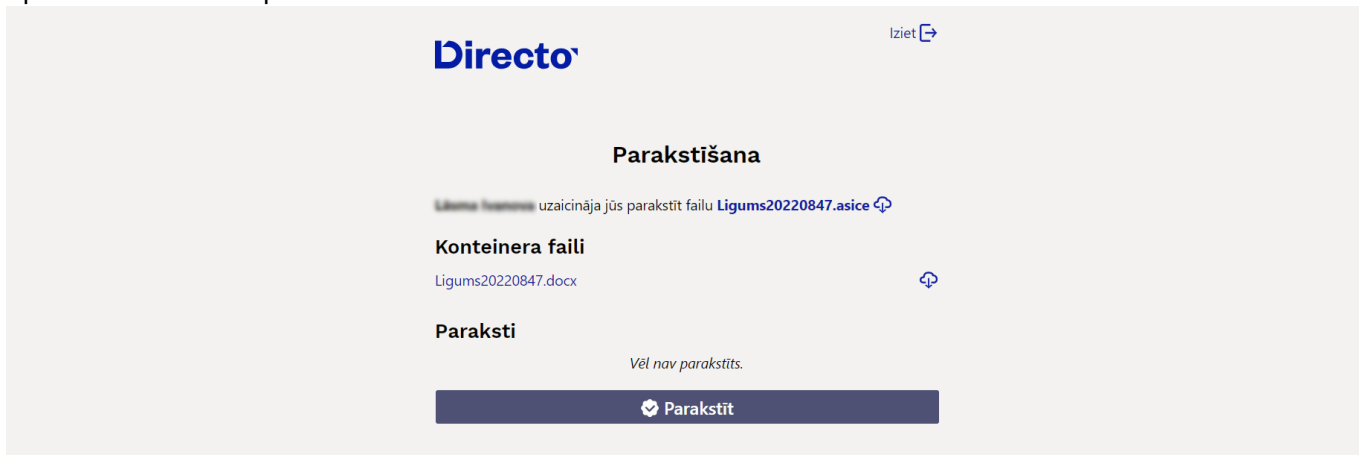 Iziet
Directo
Parakstīšana
uzaicināja jūs parakstīt failu Ligums20220847.asice
Konteinera faili
Ligums20220847.docx
Paraksti
Vēl nav parakstīts.
Parakstīt